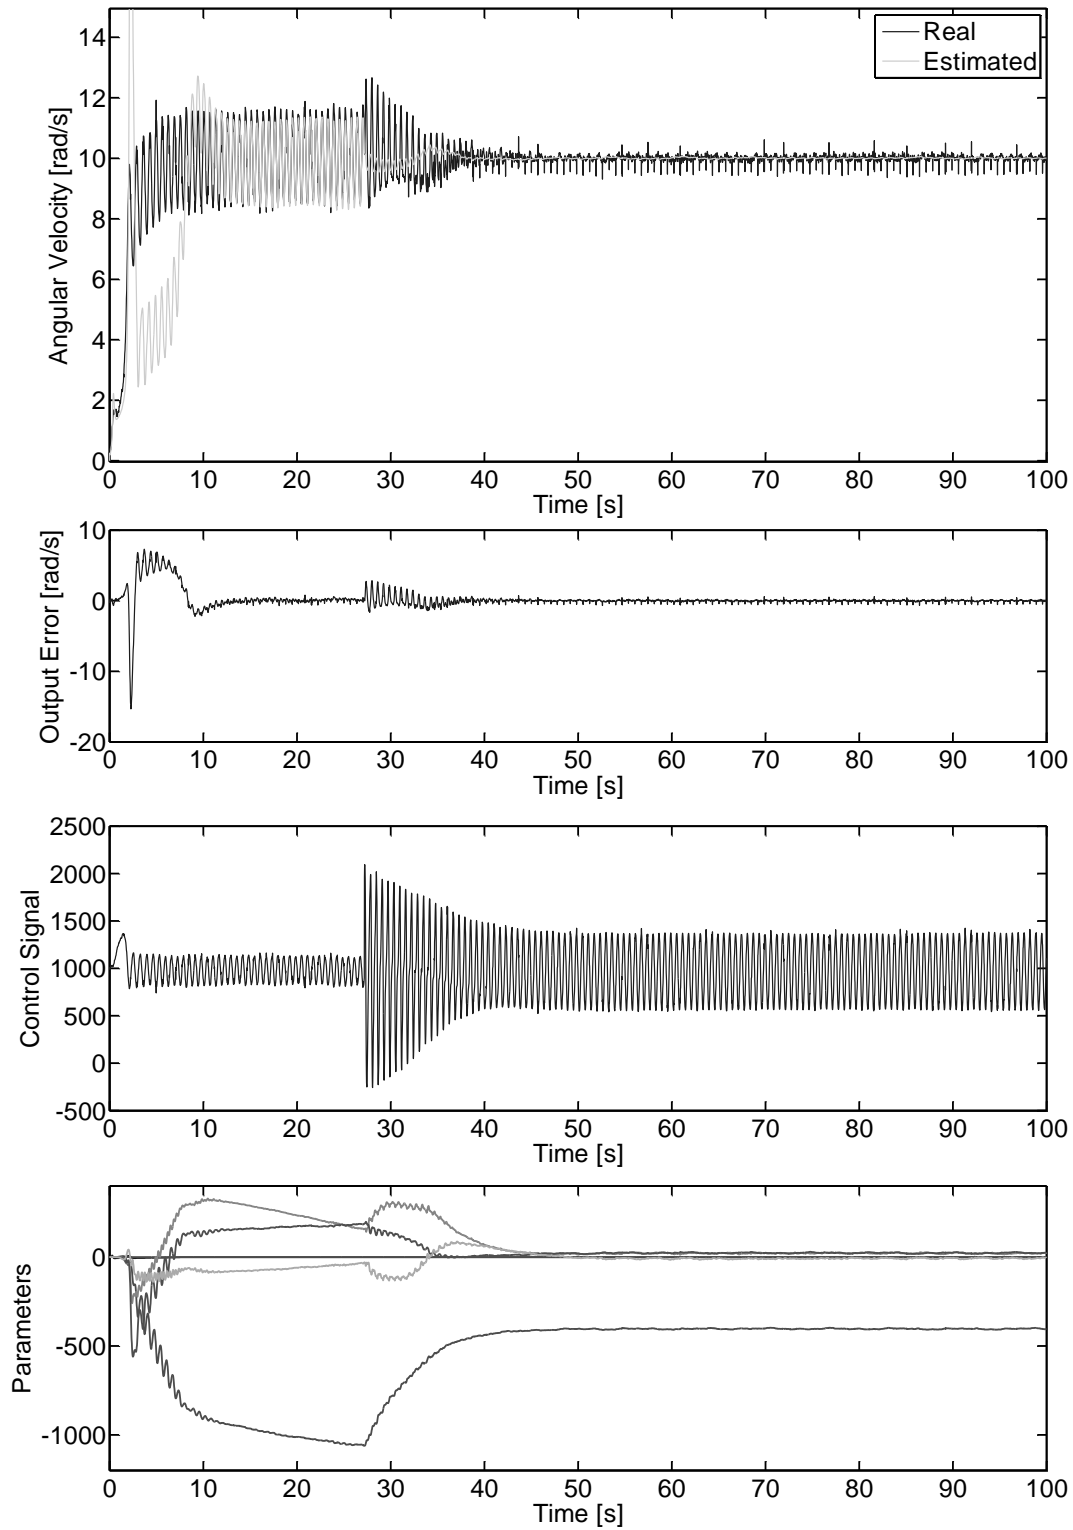 14
12
10
8
6
4
2
0
Angular Velocity [rad/s]
Real
Estimated
0 10 20 30 40 50 60 70 80 90 100
Time [s]
10
0
-10
-20
Output Error [rad/s]
0 10 20 30 40 50 60 70 80 90 100
Time [s]
2500
2000
1500
1000
500
0
-500
Control Signal
0 10 20 30 40 50 60 70 80 90 100
Time [s]
0
-500
-1000
Parameters
0 10 20 30 40 50 60 70 80 90 100
Time [s]